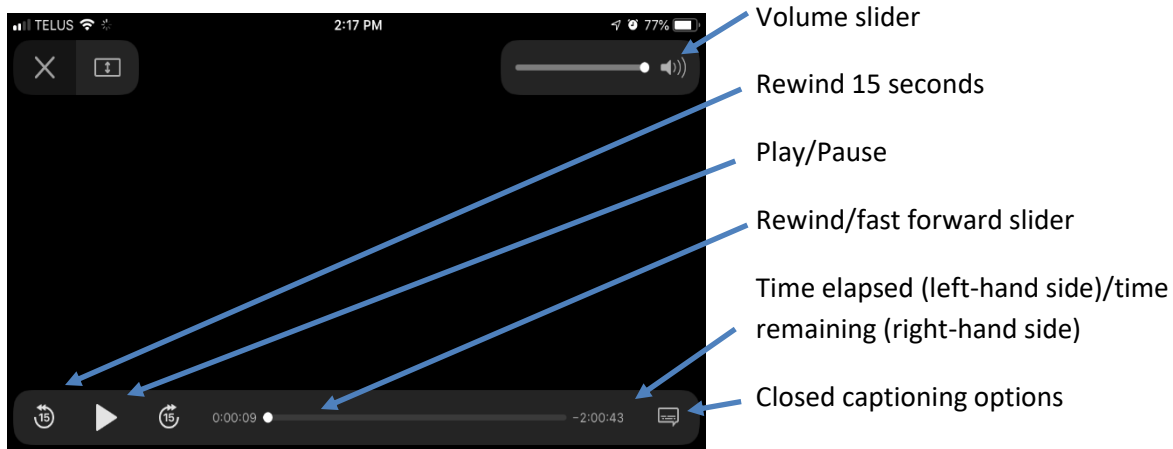 TELUS 2:17 PM 77%
Volume slider
Rewind 15 seconds
Play/Pause
Rewind/fast forward slider
Time elapsed (left-hand side)/time
remaining (right-hand side)
Closed captioning options
15 15 0:00:09 -2:00:43